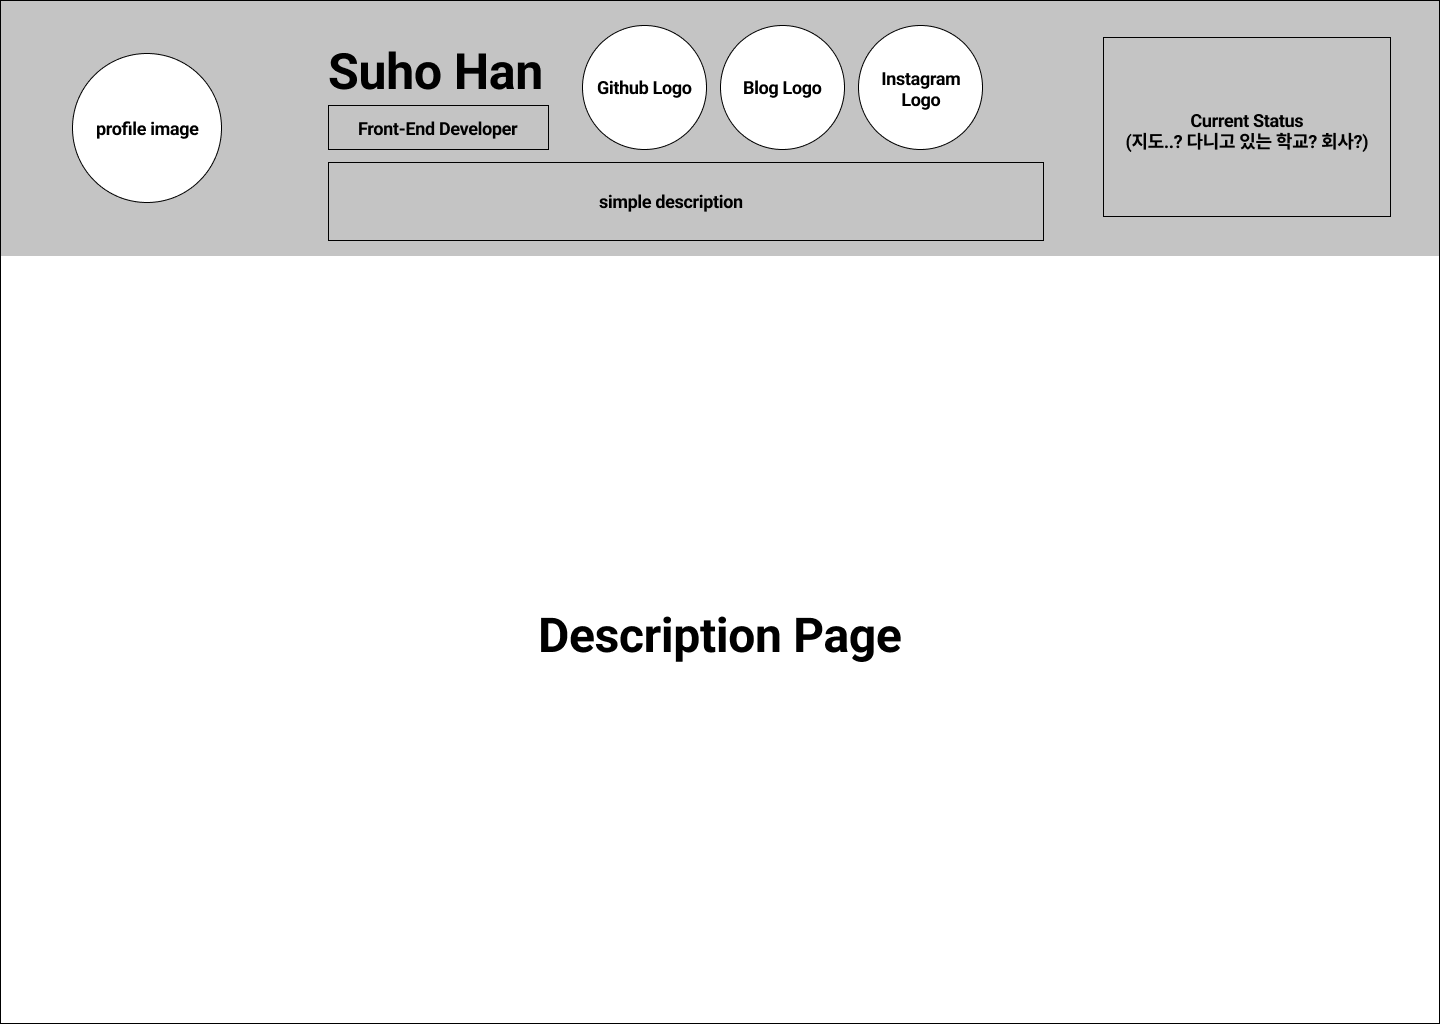 profile image
Suho Han
Front-End Developer
Github Logo
Blog Logo
Instagram
Logo
simple description
Current Status
(지도..? 다니고 있는 학교? 회사?)
Description Page